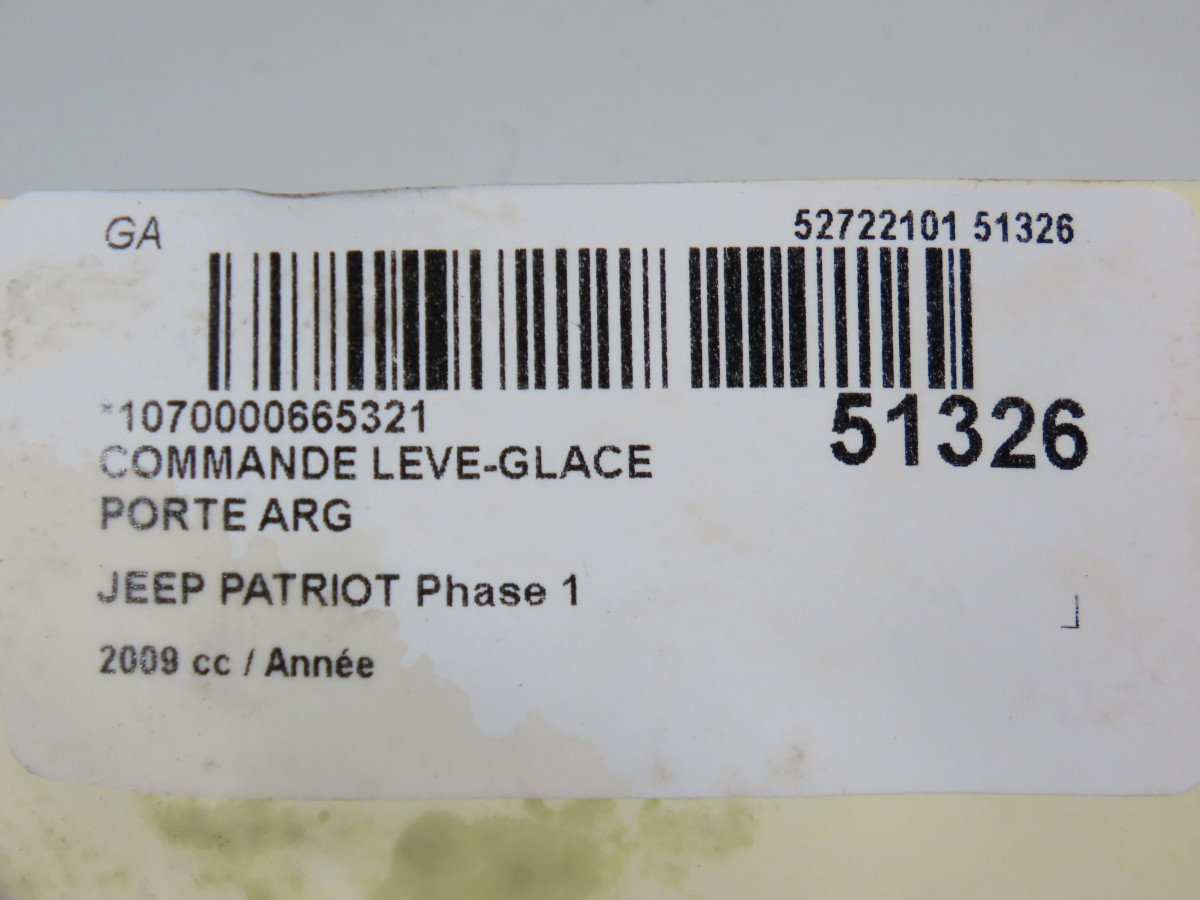 GA
52722101 51326
*1070000665321
51326
COMMANDE LEVE-GLACE
PORTE ARG
JEEP PATRIOT Phase 1
2009 cc / Année